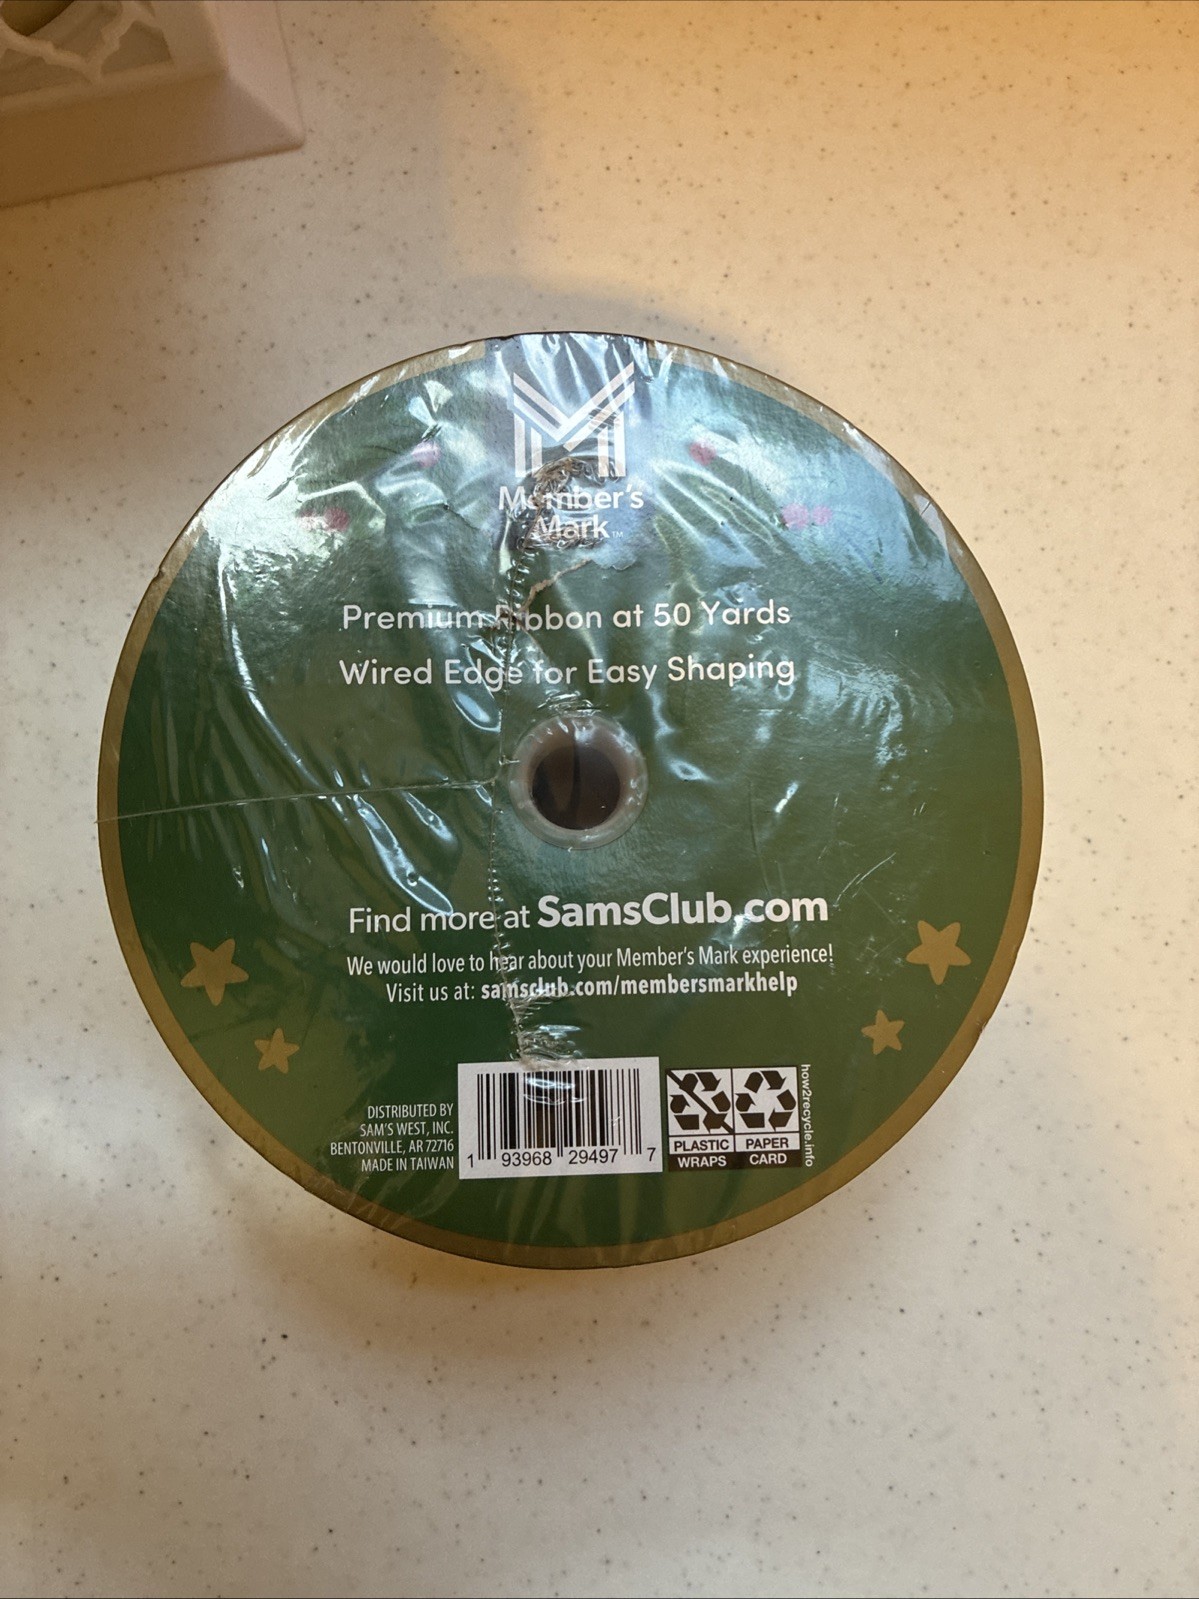 Member's
Mark™
Premium Ribbon at 50 Yards
Wired Edge for Easy Shaping
Find more at SamsClub.com
We would love to hear about your Member's Mark experience!
Visit us at: samsclub.com/membersmarkhelp
DISTRIBUTED BY
SAM'S WEST, INC.
BENTONVILLE, AR 72716
MADE IN TAIWAN
1 93968 29497 7
PLASTIC WRAPS
PAPER CARD
how2recycle.info